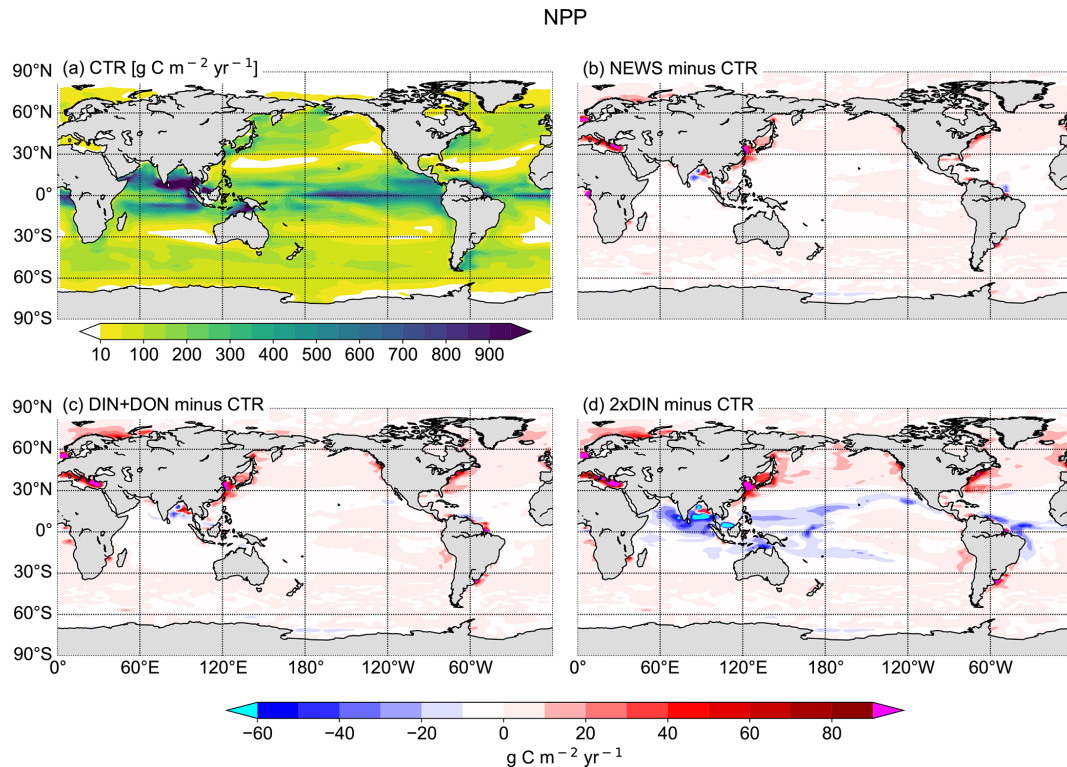 NPP
(a) CTR [g C m⁻² yr⁻¹]
(b) NEWS minus CTR
90°N
60°N
30°N
0°
30°S
60°S
90°S
10 100 200 300 400 500 600 700 800 900
(c) DIN+DON minus CTR
(d) 2xDIN minus CTR
90°N
60°N
30°N
0°
30°S
60°S
90°S
0° 60°E 120°E 180° 120°W 60°W
0° 60°E 120°E 180° 120°W 60°W
−60 −40 −20 0 20 40 60 80
g C m⁻² yr⁻¹